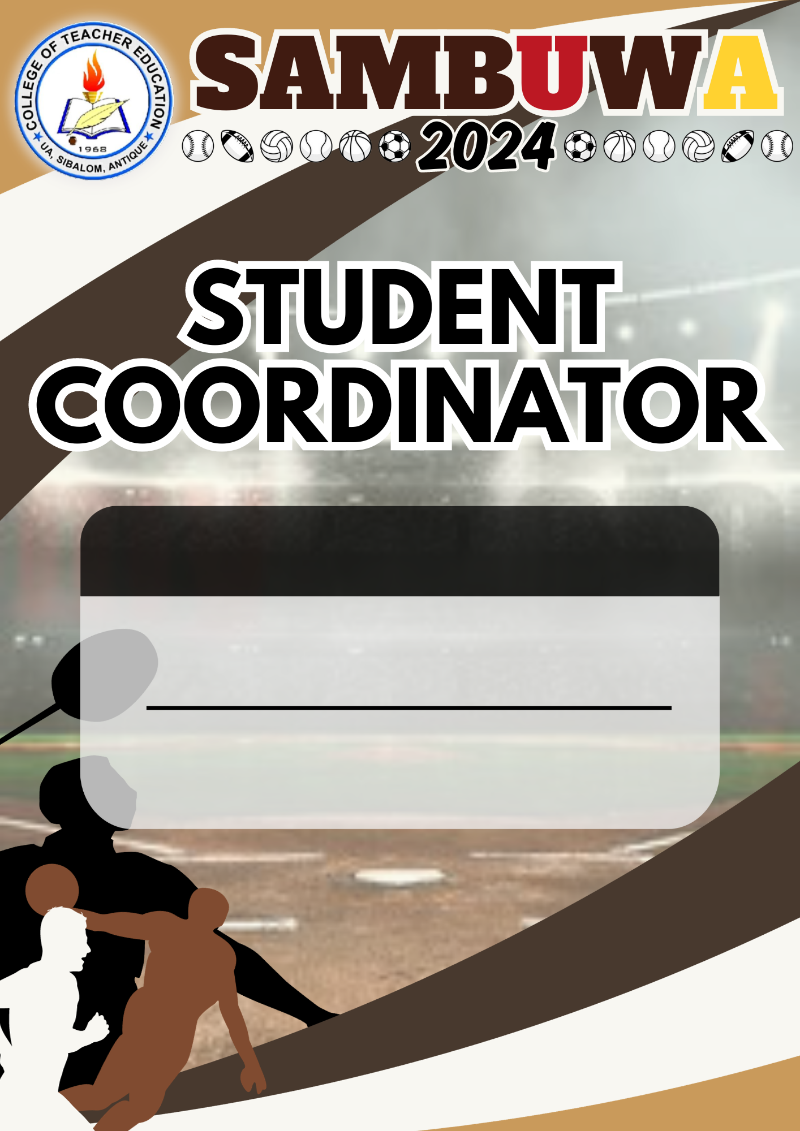 COLLEGE OF TEACHER EDUCATION
1968
UA, SIBALOM, ANTIQUE
SAMBUWA
2024
STUDENT
COORDINATOR